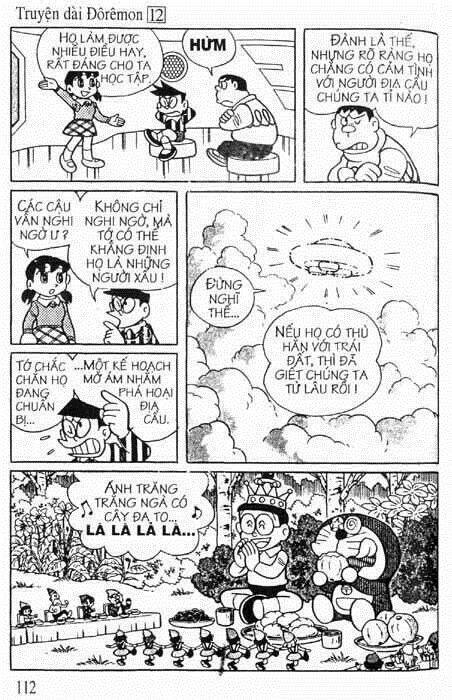 Truyện dài Đôrêmon 12
HỌ LÀM ĐƯỢC
NHIỀU ĐIỀU HAY,
RẤT ĐÁNG CHO TA
HỌC TẬP.
HỪM
ĐÀNH LÀ THẾ,
NHƯNG RÕ RÀNG HỌ
CHẲNG CÓ CẢM TÌNH
VỚI NGƯỜI ĐỊA CẦU
CHÚNG TA TÍ NÀO !
CÁC CẬU
VẪN NGHI
NGỜ Ư ?
KHÔNG CHỈ
NGHI NGỜ, MÀ
TỚ CÓ THỂ
KHẲNG ĐỊNH
HỌ LÀ NHỮNG
NGƯỜI XẤU !
TỚ CHẮC
CHẮN HỌ
ĐANG
CHUẨN
BỊ...
...MỘT KẾ HOẠCH
MỜ ÁM NHẰM
PHÁ HOẠI
ĐỊA
CẦU.
ĐỪNG
NGHĨ
THẾ...
NẾU HỌ CÓ THÙ
HẰN VỚI TRÁI
ĐẤT, THÌ ĐÃ
GIẾT CHÚNG TA
TỪ LÂU RỒI !
ÁNH TRĂNG
TRẮNG NGÀ CÓ
CÂY ĐA TO...
LÀ LÀ LÁ LÀ...
112